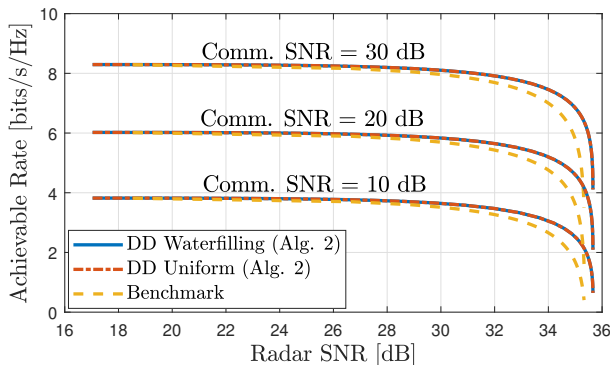 10
8
6
4
2
0
Achievable Rate [bits/s/Hz]
Comm. SNR = 30 dB
Comm. SNR = 20 dB
Comm. SNR = 10 dB
DD Waterfilling (Alg. 2)
DD Uniform (Alg. 2)
Benchmark
16 18 20 22 24 26 28 30 32 34 36
Radar SNR [dB]